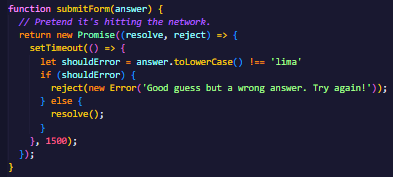 function submitForm(answer) {
  // Pretend it's hitting the network.
  return new Promise((resolve, reject) => {
    setTimeout(() => {
      let shouldError = answer.toLowerCase() !== 'lima'
      if (shouldError) {
        reject(new Error('Good guess but a wrong answer. Try again!'));
      } else {
        resolve();
      }
    }, 1500);
  });
}